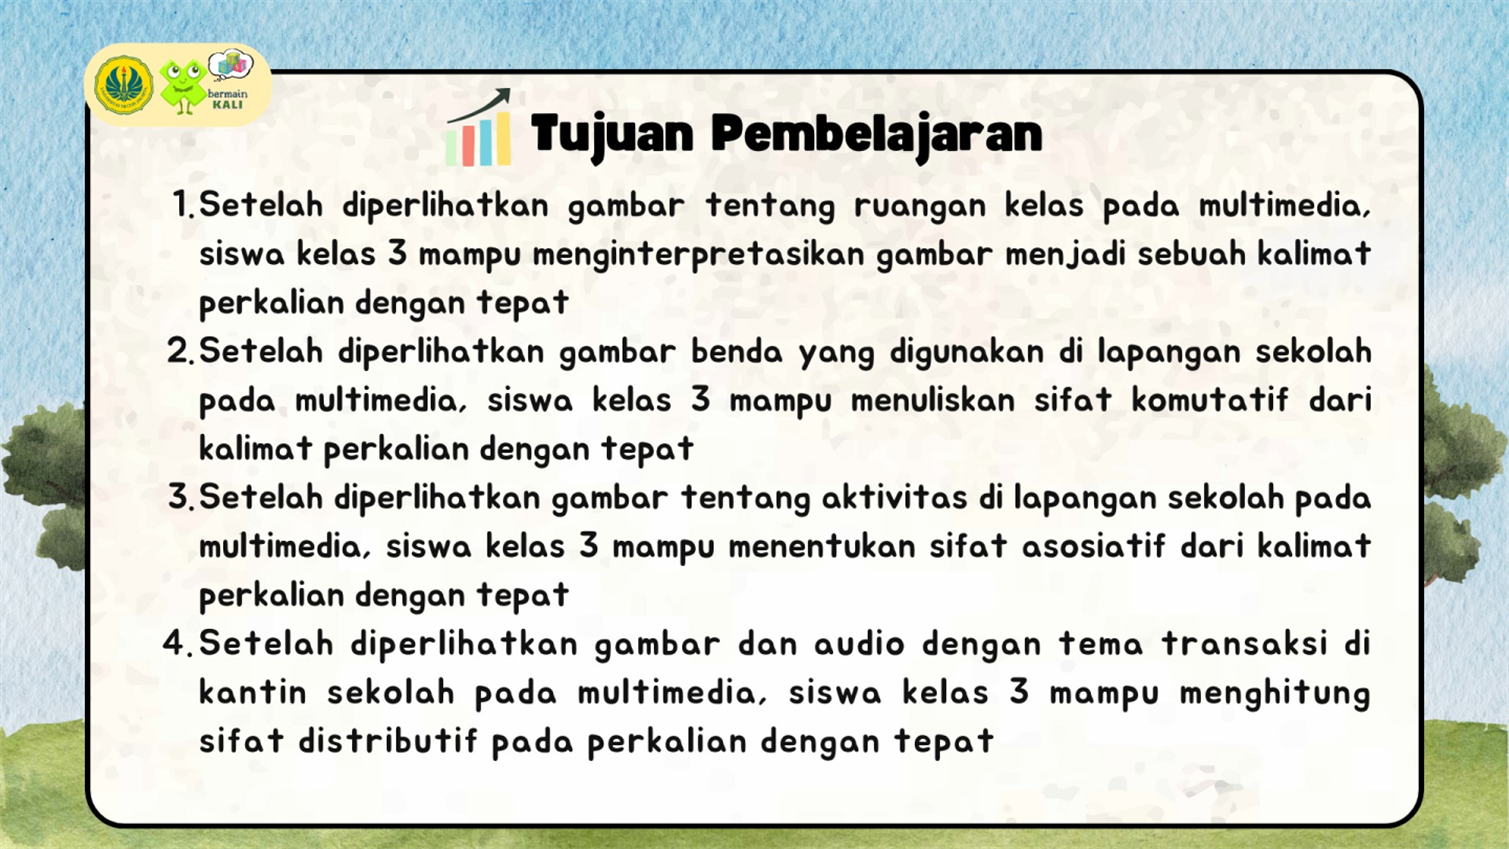 bermain
KALI
Tujuan Pembelajaran
1. Setelah diperlihatkan gambar tentang ruangan kelas pada multimedia,
siswa kelas 3 mampu menginterpretasikan gambar menjadi sebuah kalimat
perkalian dengan tepat
2. Setelah diperlihatkan gambar benda yang digunakan di lapangan sekolah
pada multimedia, siswa kelas 3 mampu menuliskan sifat komutatif dari
kalimat perkalian dengan tepat
3. Setelah diperlihatkan gambar tentang aktivitas di lapangan sekolah pada
multimedia, siswa kelas 3 mampu menentukan sifat asosiatif dari kalimat
perkalian dengan tepat
4. Setelah diperlihatkan gambar dan audio dengan tema transaksi di
kantin sekolah pada multimedia, siswa kelas 3 mampu menghitung
sifat distributif pada perkalian dengan tepat